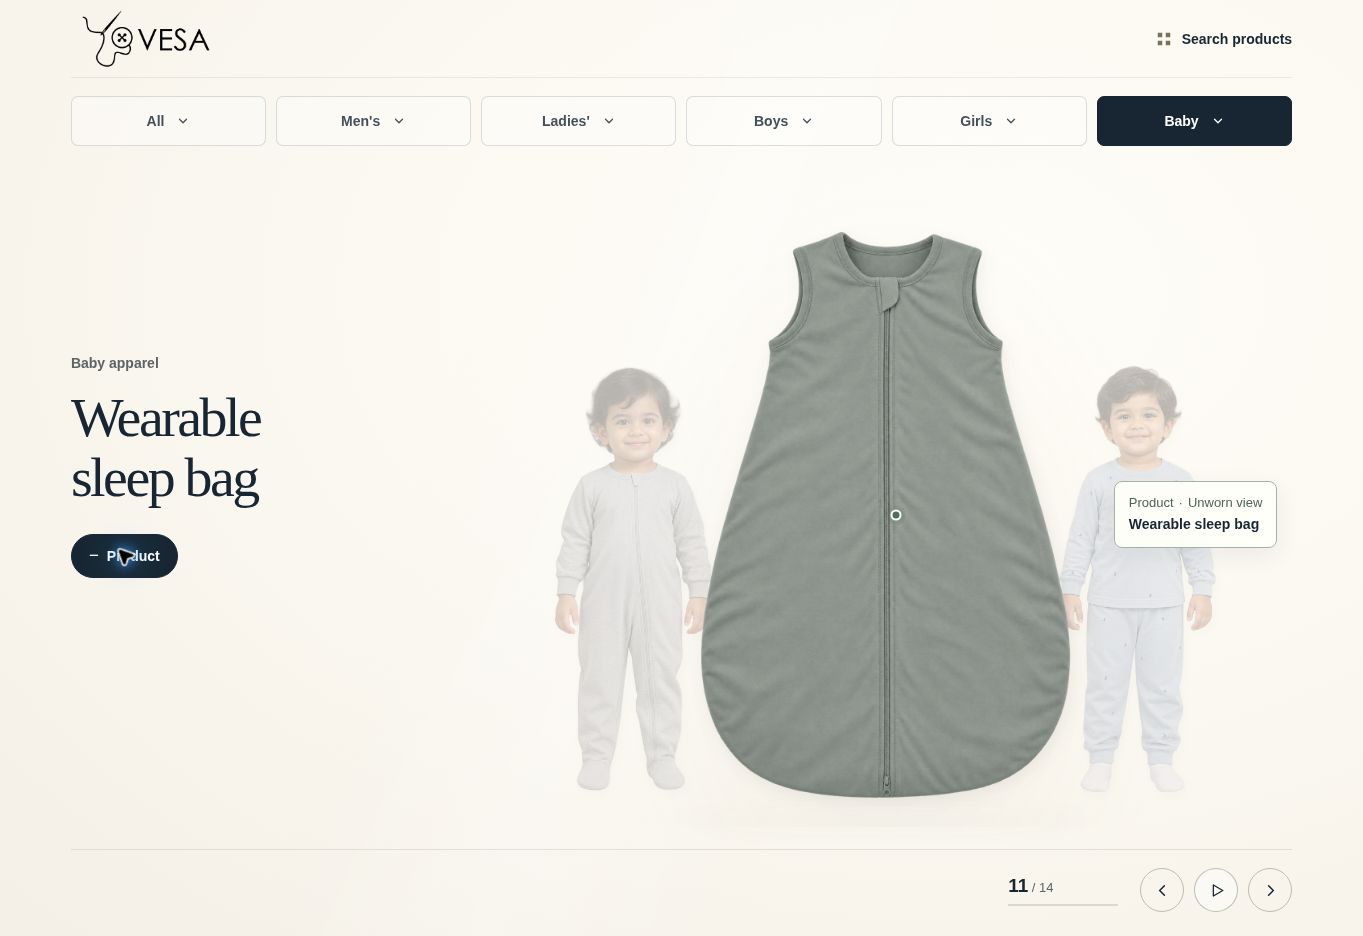 VESA
Search products
All
Men's
Ladies'
Boys
Girls
Baby
Baby apparel
Wearable
sleep bag
Product · Unworn view
Wearable sleep bag
11 / 14